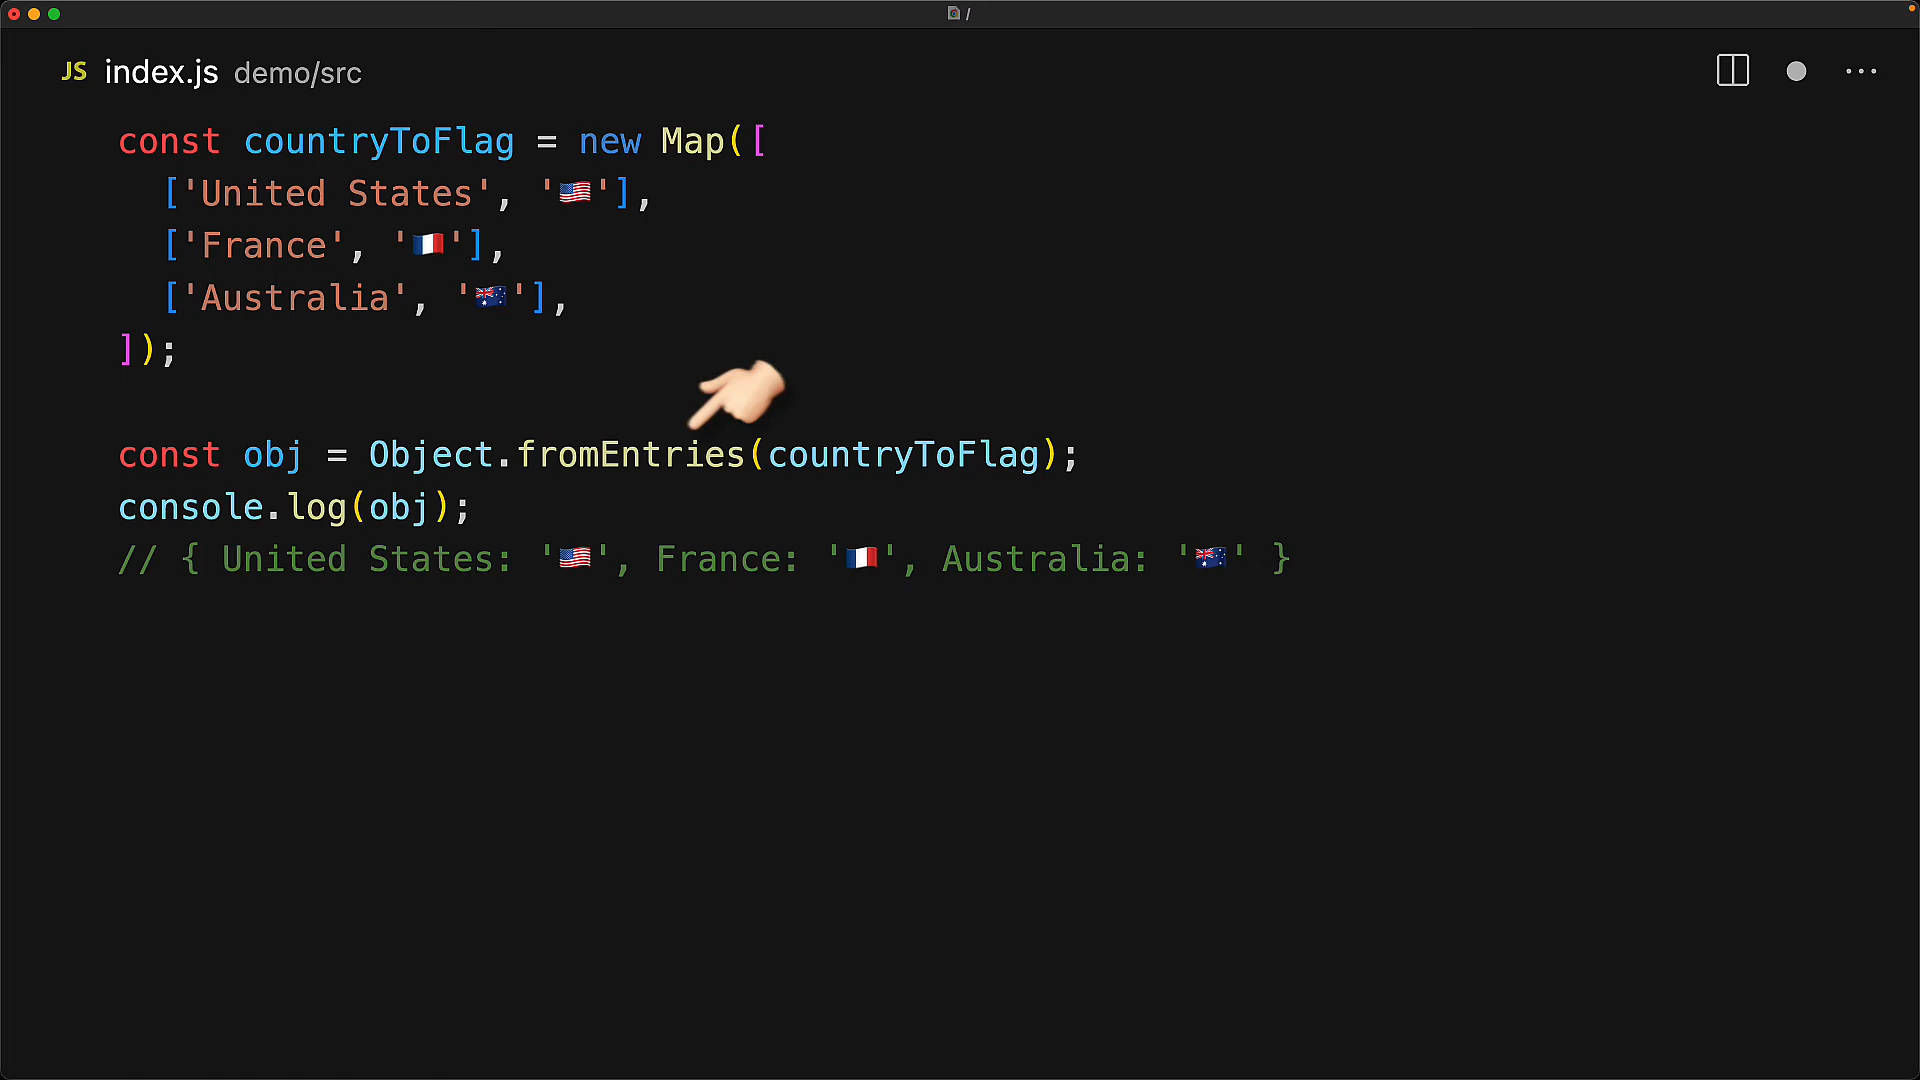 /
JS index.js demo/src
const countryToFlag = new Map([
  ['United States', '🇺🇸'],
  ['France', '🇫🇷'],
  ['Australia', '🇦🇺'],
]);
const obj = Object.fromEntries(countryToFlag);
console.log(obj);
// { United States: '🇺🇸', France: '🇫🇷', Australia: '🇦🇺' }